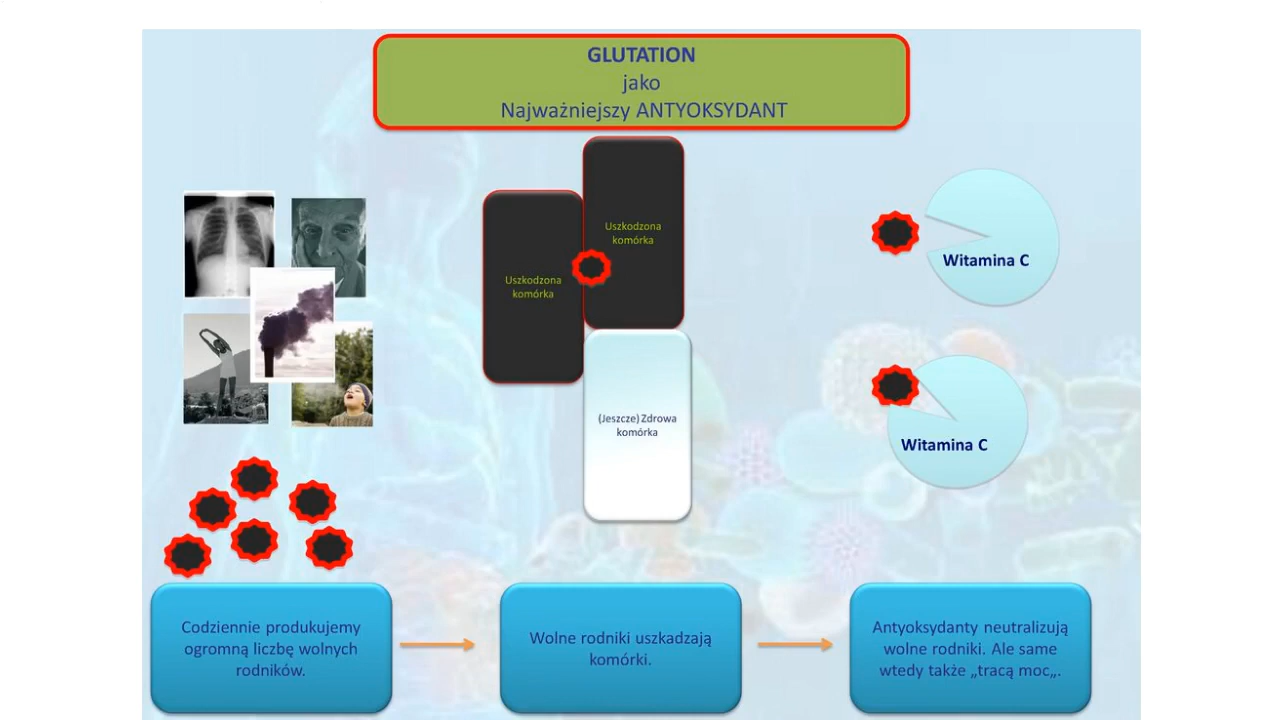 GLUTATION
jako
Najważniejszy ANTYOKSYDANT
Uszkodzona
komórka
Uszkodzona
komórka
(Jeszcze) Zdrowa
komórka
Witamina C
Witamina C
Codziennie produkujemy
ogromną liczbę wolnych
rodników.
Wolne rodniki uszkadzają
komórki.
Antyoksydanty neutralizują
wolne rodniki. Ale same
wtedy także „tracą moc„.